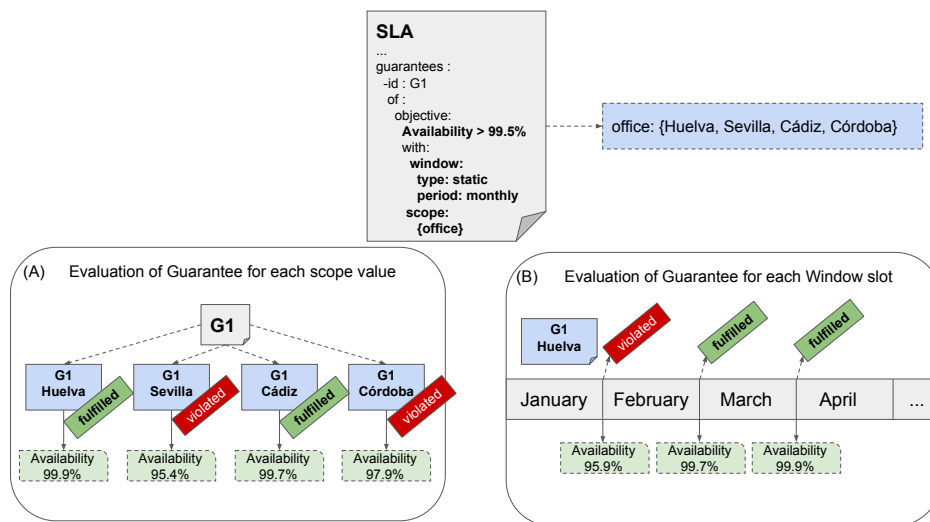 SLA
...
guarantees :
-id : G1
of :
objective:
Availability > 99.5%
with:
window:
type: static
period: monthly
scope:
{office}
office: {Huelva, Sevilla, Cádiz, Córdoba}
(A) Evaluation of Guarantee for each scope value
G1
G1
Huelva
fulfilled
G1
Sevilla
violated
G1
Cádiz
fulfilled
G1
Córdoba
violated
Availability
99.9%
Availability
95.4%
Availability
99.7%
Availability
97.9%
(B) Evaluation of Guarantee for each Window slot
G1
Huelva
violated
fulfilled
fulfilled
January
February
March
April
...
Availability
95.9%
Availability
99.7%
Availability
99.9%